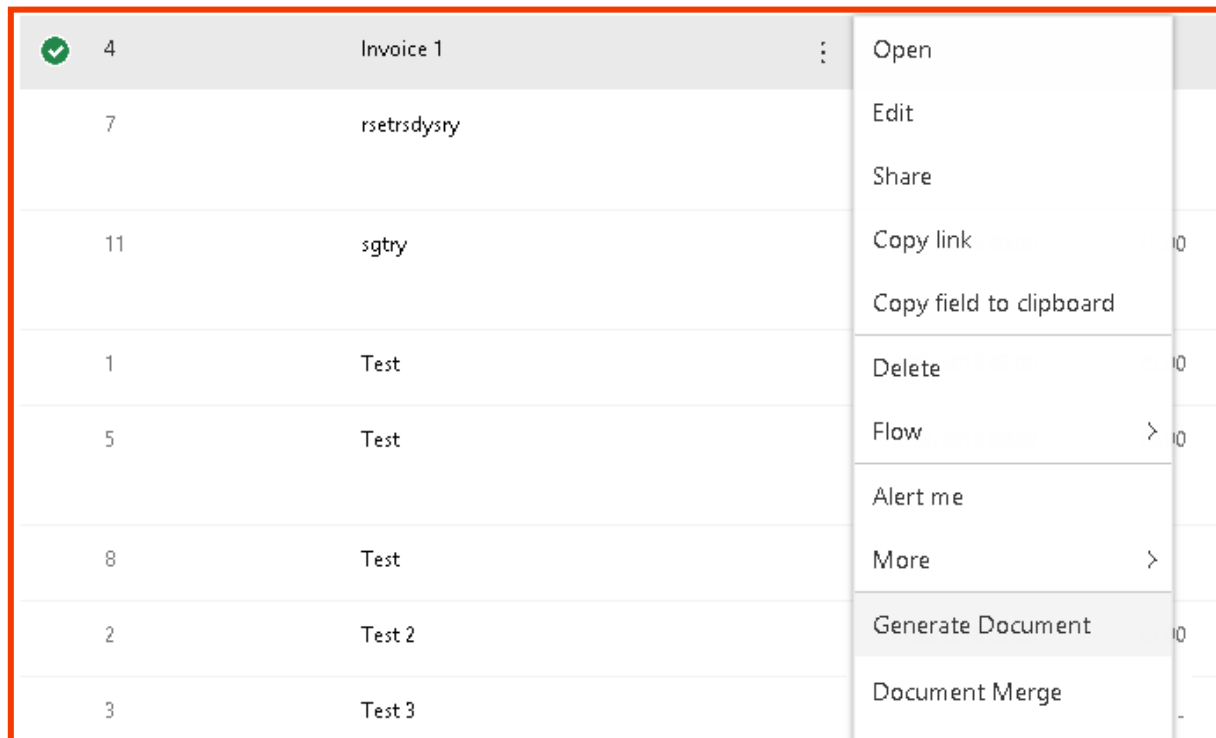 4 Invoice 1 Open
Edit
7 rsetrsdysry
Share
11 sgtry Copy link
Copy field to clipboard
1 Test Delete
5 Test Flow
Alert me
8 Test More
2 Test 2 Generate Document
3 Test 3 Document Merge